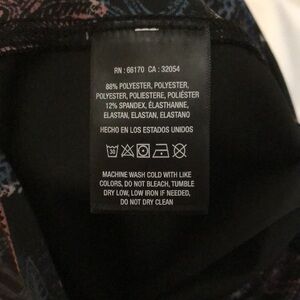 RN : 66170 CA : 32054
88% POLYESTER, POLYESTER,
POLYESTER, POLIESTERE, POLIÉSTER
12% SPANDEX, ÉLASTHANNE,
ELASTAN, ELASTAN, ELASTANO
HECHO EN LOS ESTADOS UNIDOS
30
MACHINE WASH COLD WITH LIKE
COLORS, DO NOT BLEACH, TUMBLE
DRY LOW, LOW IRON IF NEEDED,
DO NOT DRY CLEAN